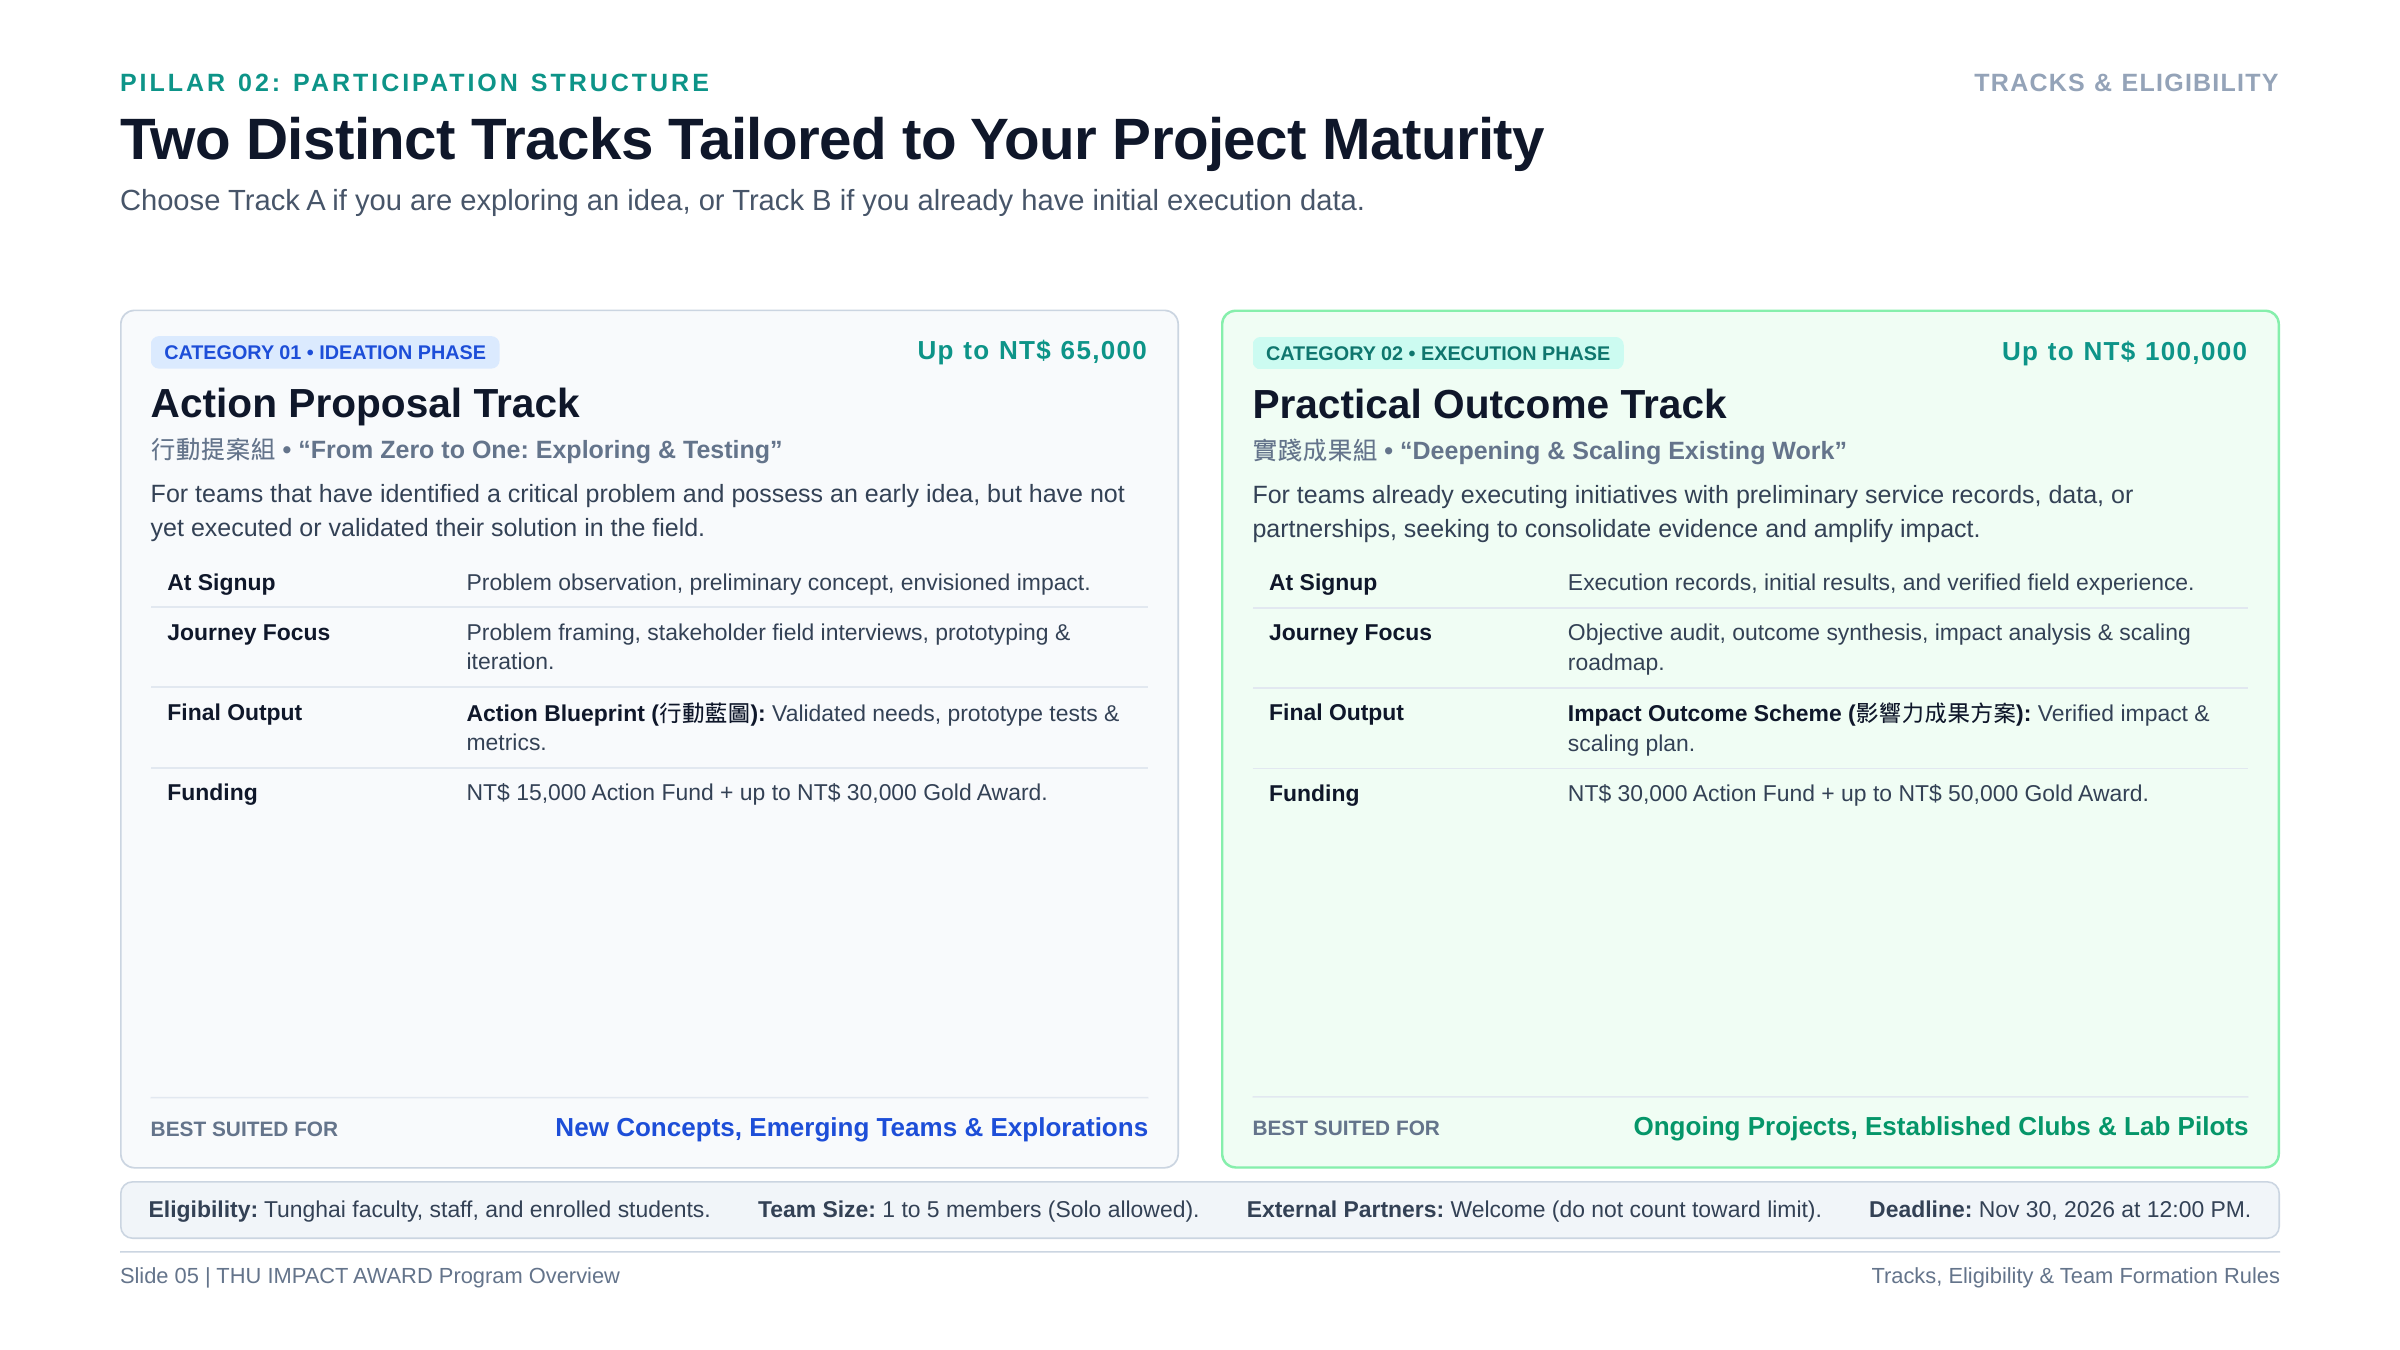 PILLAR 02: PARTICIPATION STRUCTURE
TRACKS & ELIGIBILITY
Two Distinct Tracks Tailored to Your Project Maturity
Choose Track A if you are exploring an idea, or Track B if you already have initial execution data.
CATEGORY 01 • IDEATION PHASE
Up to NT$ 65,000
Action Proposal Track
行動提案組 • “From Zero to One: Exploring & Testing”
For teams that have identified a critical problem and possess an early idea, but have not
yet executed or validated their solution in the field.
At Signup
Problem observation, preliminary concept, envisioned impact.
Journey Focus
Problem framing, stakeholder field interviews, prototyping &
iteration.
Final Output
Action Blueprint (行動藍圖): Validated needs, prototype tests &
metrics.
Funding
NT$ 15,000 Action Fund + up to NT$ 30,000 Gold Award.
BEST SUITED FOR
New Concepts, Emerging Teams & Explorations
CATEGORY 02 • EXECUTION PHASE
Up to NT$ 100,000
Practical Outcome Track
實踐成果組 • “Deepening & Scaling Existing Work”
For teams already executing initiatives with preliminary service records, data, or
partnerships, seeking to consolidate evidence and amplify impact.
At Signup
Execution records, initial results, and verified field experience.
Journey Focus
Objective audit, outcome synthesis, impact analysis & scaling
roadmap.
Final Output
Impact Outcome Scheme (影響力成果方案): Verified impact &
scaling plan.
Funding
NT$ 30,000 Action Fund + up to NT$ 50,000 Gold Award.
BEST SUITED FOR
Ongoing Projects, Established Clubs & Lab Pilots
Eligibility: Tunghai faculty, staff, and enrolled students.
Team Size: 1 to 5 members (Solo allowed).
External Partners: Welcome (do not count toward limit).
Deadline: Nov 30, 2026 at 12:00 PM.
Slide 05 | THU IMPACT AWARD Program Overview
Tracks, Eligibility & Team Formation Rules